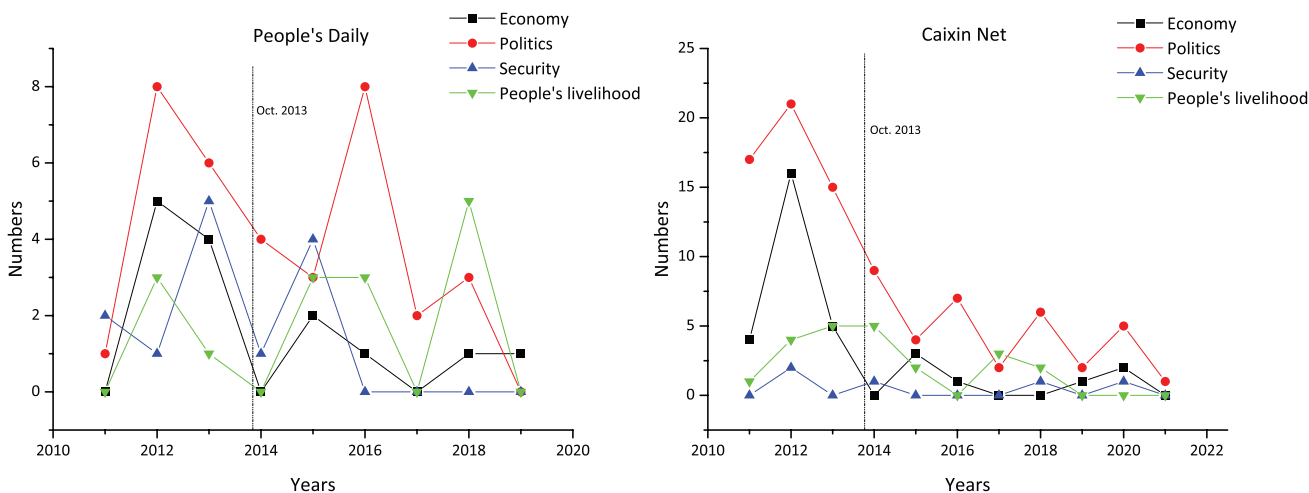 People's Daily
Economy
Politics
Security
People's livelihood
Oct. 2013
Numbers
8
6
4
2
0
2010
2012
2014
2016
2018
2020
Years
Caixin Net
Economy
Politics
Security
People's livelihood
Oct. 2013
Numbers
25
20
15
10
5
0
2010
2012
2014
2016
2018
2020
2022
Years